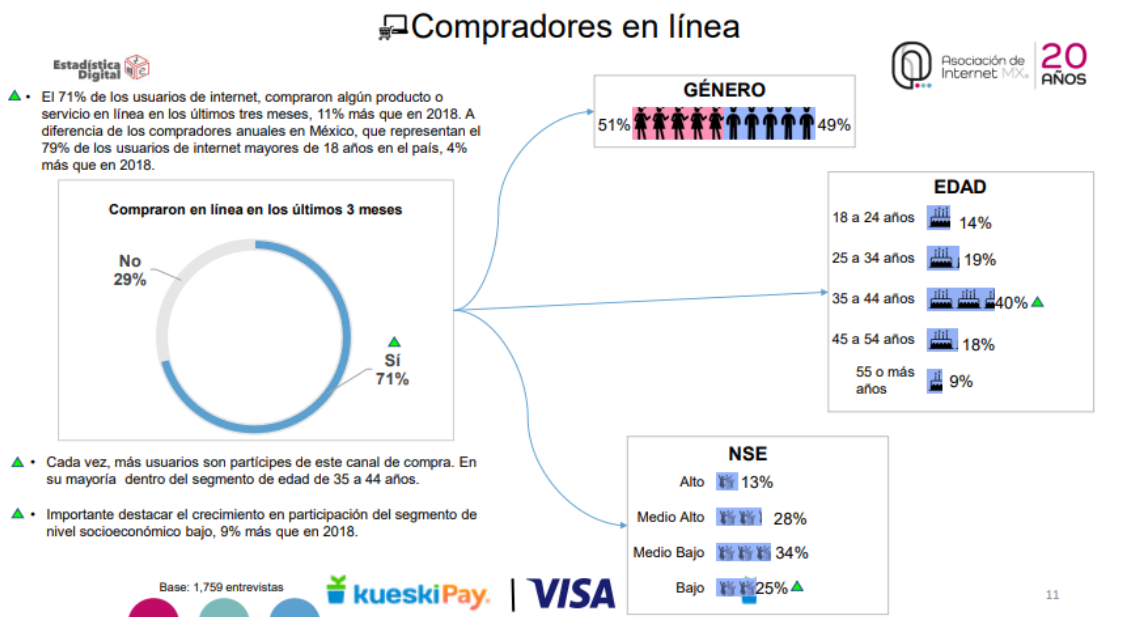 Compradores en línea
Estadística
Digital
Asociación de
Internet MX.
20
AÑOS
El 71% de los usuarios de internet, compraron algún producto o
servicio en línea en los últimos tres meses, 11% más que en 2018. A
diferencia de los compradores anuales en México, que representan el
79% de los usuarios de internet mayores de 18 años en el país, 4%
más que en 2018.
Compraron en línea en los últimos 3 meses
No
29%
Sí
71%
Cada vez, más usuarios son partícipes de este canal de compra. En
su mayoría dentro del segmento de edad de 35 a 44 años.
Importante destacar el crecimiento en participación del segmento de
nivel socioeconómico bajo, 9% más que en 2018.
GÉNERO
51% 49%
EDAD
18 a 24 años 14%
25 a 34 años 19%
35 a 44 años 40%
45 a 54 años 18%
55 o más
años
9%
NSE
Alto 13%
Medio Alto 28%
Medio Bajo 34%
Bajo 25%
Base: 1,759 entrevistas
kueskiPay.
VISA
11